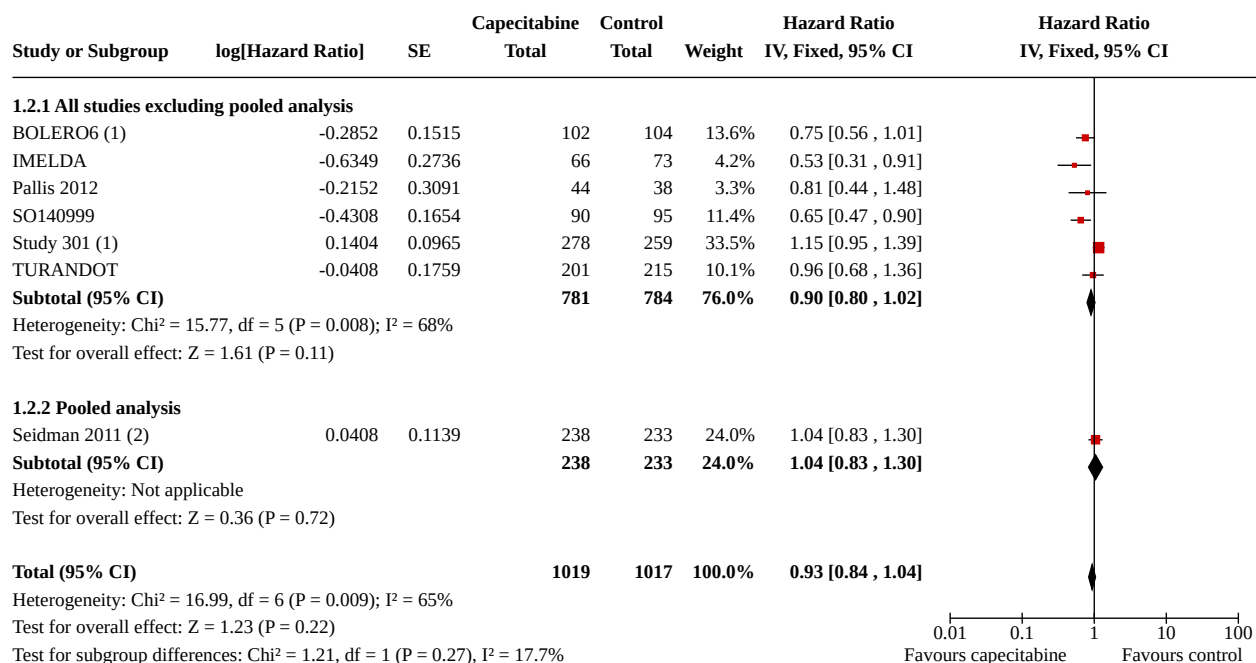 Capecitabine Control Hazard Ratio Hazard Ratio
Study or Subgroup log[Hazard Ratio] SE Total Total Weight IV, Fixed, 95% CI IV, Fixed, 95% CI
1.2.1 All studies excluding pooled analysis
BOLERO6 (1) -0.2852 0.1515 102 104 13.6% 0.75 [0.56 , 1.01]
IMELDA -0.6349 0.2736 66 73 4.2% 0.53 [0.31 , 0.91]
Pallis 2012 -0.2152 0.3091 44 38 3.3% 0.81 [0.44 , 1.48]
SO140999 -0.4308 0.1654 90 95 11.4% 0.65 [0.47 , 0.90]
Study 301 (1) 0.1404 0.0965 278 259 33.5% 1.15 [0.95 , 1.39]
TURANDOT -0.0408 0.1759 201 215 10.1% 0.96 [0.68 , 1.36]
Subtotal (95% CI) 781 784 76.0% 0.90 [0.80 , 1.02]
Heterogeneity: Chi² = 15.77, df = 5 (P = 0.008); I² = 68%
Test for overall effect: Z = 1.61 (P = 0.11)
1.2.2 Pooled analysis
Seidman 2011 (2) 0.0408 0.1139 238 233 24.0% 1.04 [0.83 , 1.30]
Subtotal (95% CI) 238 233 24.0% 1.04 [0.83 , 1.30]
Heterogeneity: Not applicable
Test for overall effect: Z = 0.36 (P = 0.72)
Total (95% CI) 1019 1017 100.0% 0.93 [0.84 , 1.04]
Heterogeneity: Chi² = 16.99, df = 6 (P = 0.009); I² = 65%
Test for overall effect: Z = 1.23 (P = 0.22) 0.01 0.1 1 10 100
Test for subgroup differences: Chi² = 1.21, df = 1 (P = 0.27), I² = 17.7% Favours capecitabine Favours control